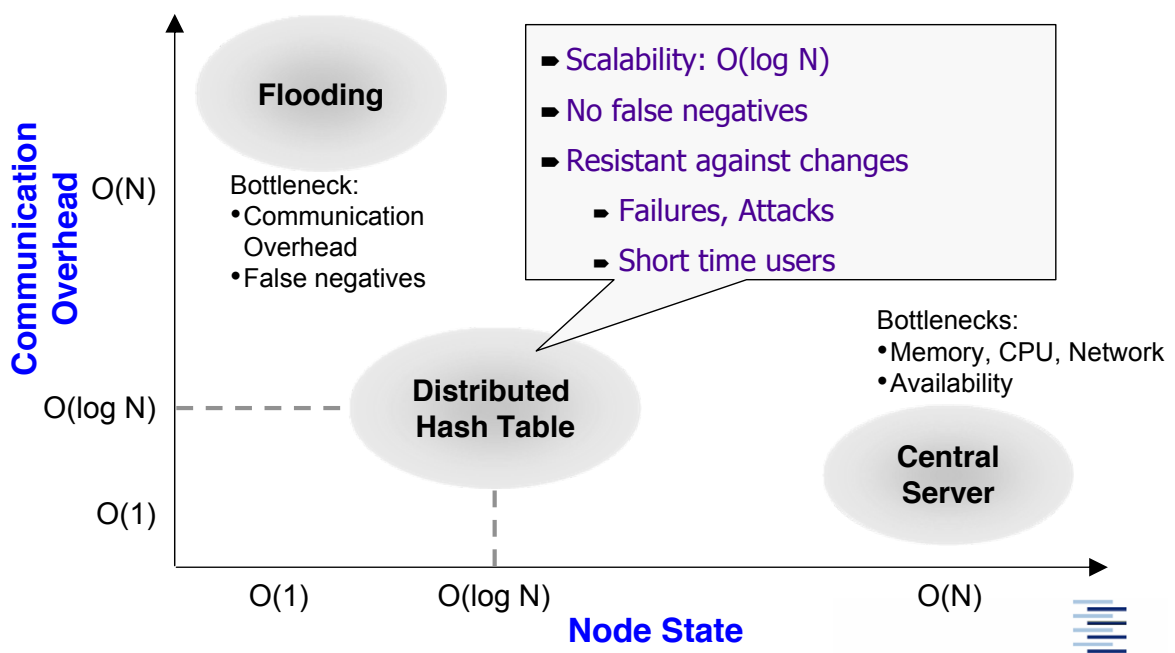 Communication
Overhead
O(N)
O(log N)
O(1)
Flooding
Bottleneck:
•Communication
Overhead
•False negatives
➨ Scalability: O(log N)
➨ No false negatives
➨ Resistant against changes
➨ Failures, Attacks
➨ Short time users
Distributed
Hash Table
Bottlenecks:
•Memory, CPU, Network
•Availability
Central
Server
O(1)
O(log N)
O(N)
Node State